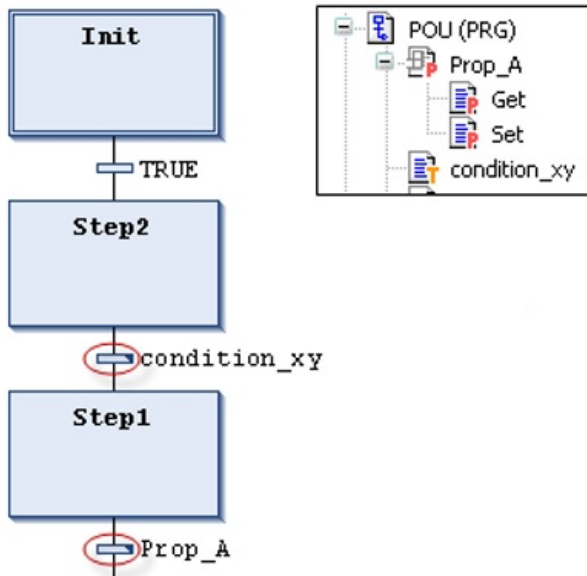 Init
TRUE
Step2
condition_xy
Step1
Prop_A
POU (PRG)
Prop_A
Get
Set
condition_xy